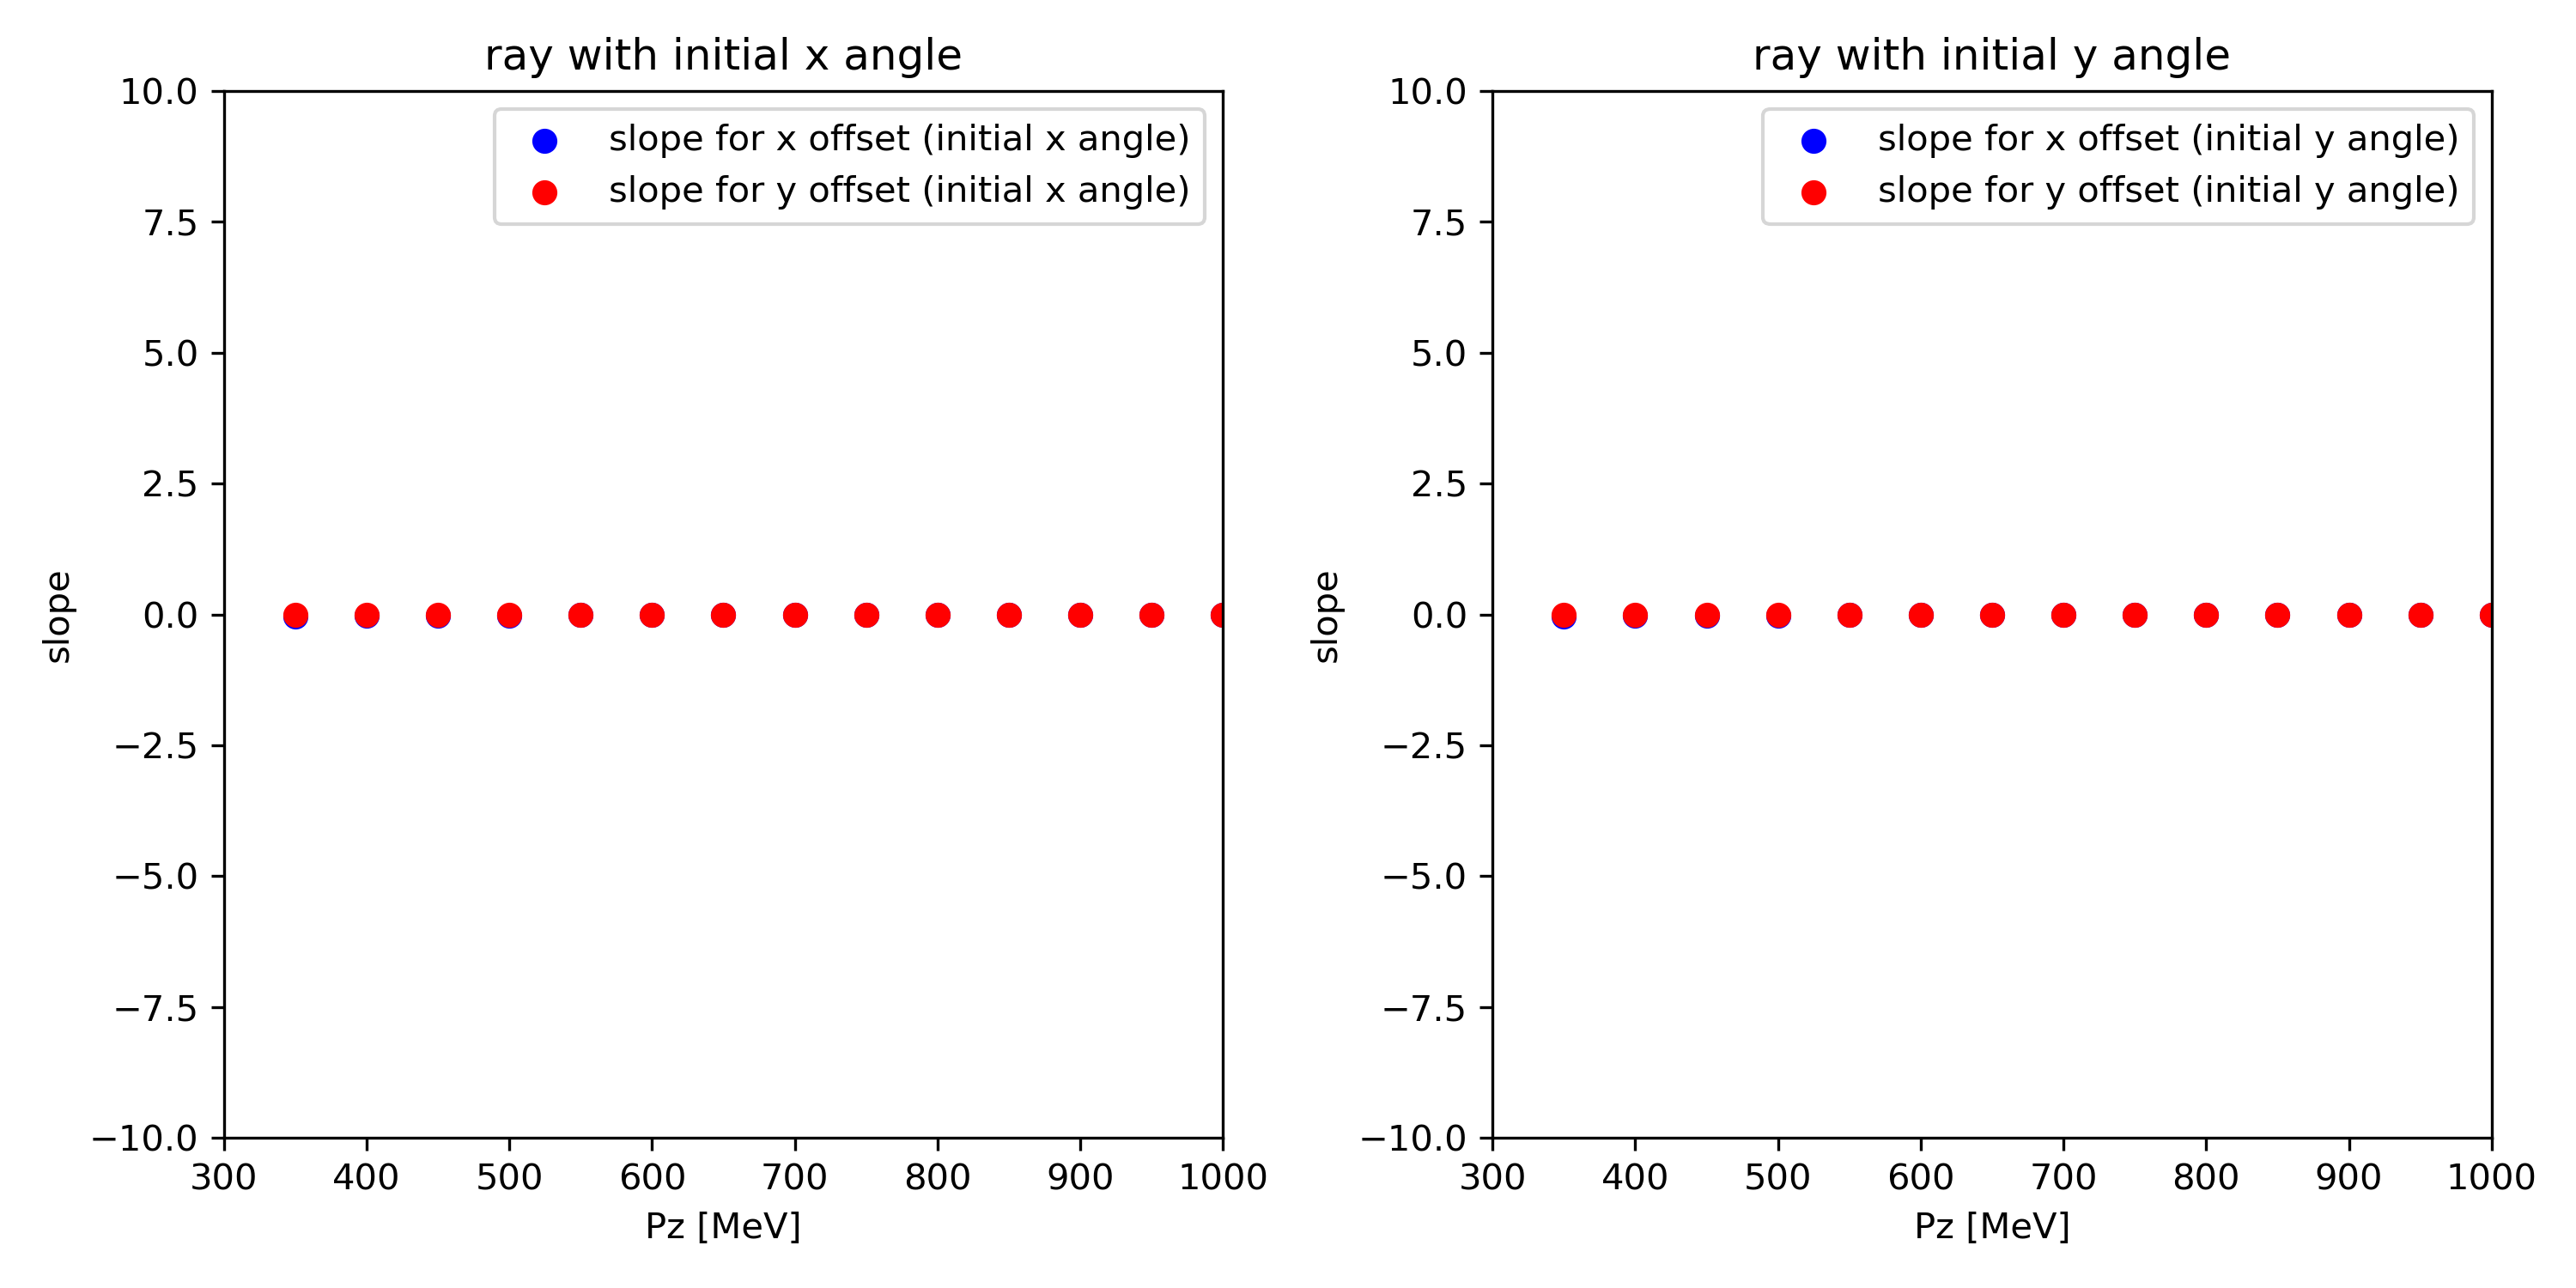 ray with initial x angle
slope for x offset (initial x angle)
slope for y offset (initial x angle)
10.0
7.5
5.0
2.5
0.0
−2.5
−5.0
−7.5
−10.0
slope
300 400 500 600 700 800 900 1000
Pz [MeV]
ray with initial y angle
slope for x offset (initial y angle)
slope for y offset (initial y angle)
10.0
7.5
5.0
2.5
0.0
−2.5
−5.0
−7.5
−10.0
slope
300 400 500 600 700 800 900 1000
Pz [MeV]